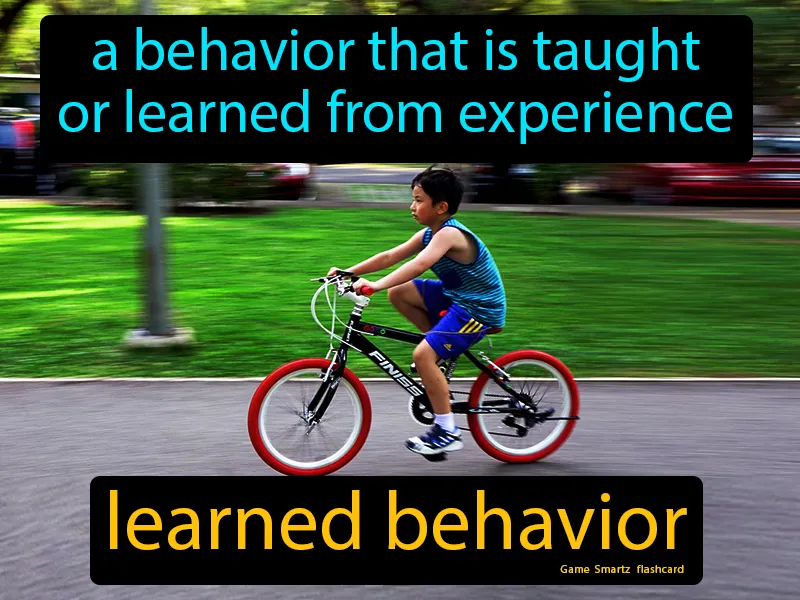 a behavior that is taught
or learned from experience
FINISS
learned behavior
Game Smartz flashcard